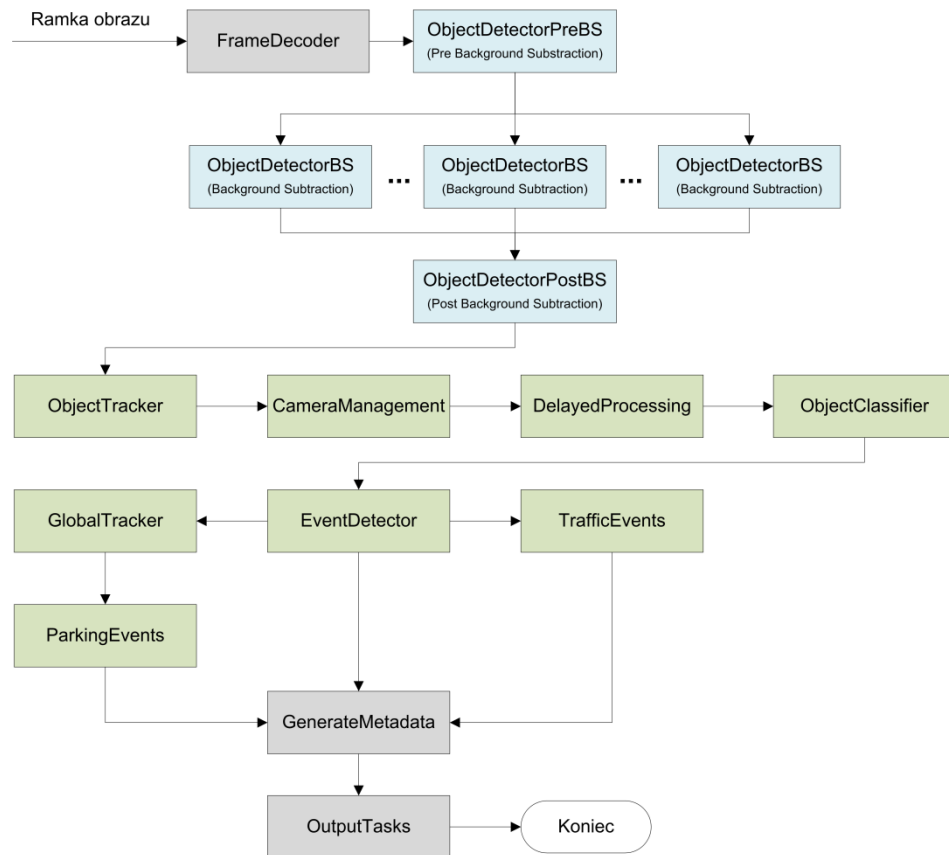 Ramka obrazu
FrameDecoder
ObjectDetectorPreBS
(Pre Background Substraction)
ObjectDetectorBS
(Background Subtraction)
...
ObjectDetectorBS
(Background Subtraction)
...
ObjectDetectorBS
(Background Subtraction)
ObjectDetectorPostBS
(Post Background Subtraction)
ObjectTracker
CameraManagement
DelayedProcessing
ObjectClassifier
GlobalTracker
EventDetector
TrafficEvents
ParkingEvents
GenerateMetadata
OutputTasks
Koniec